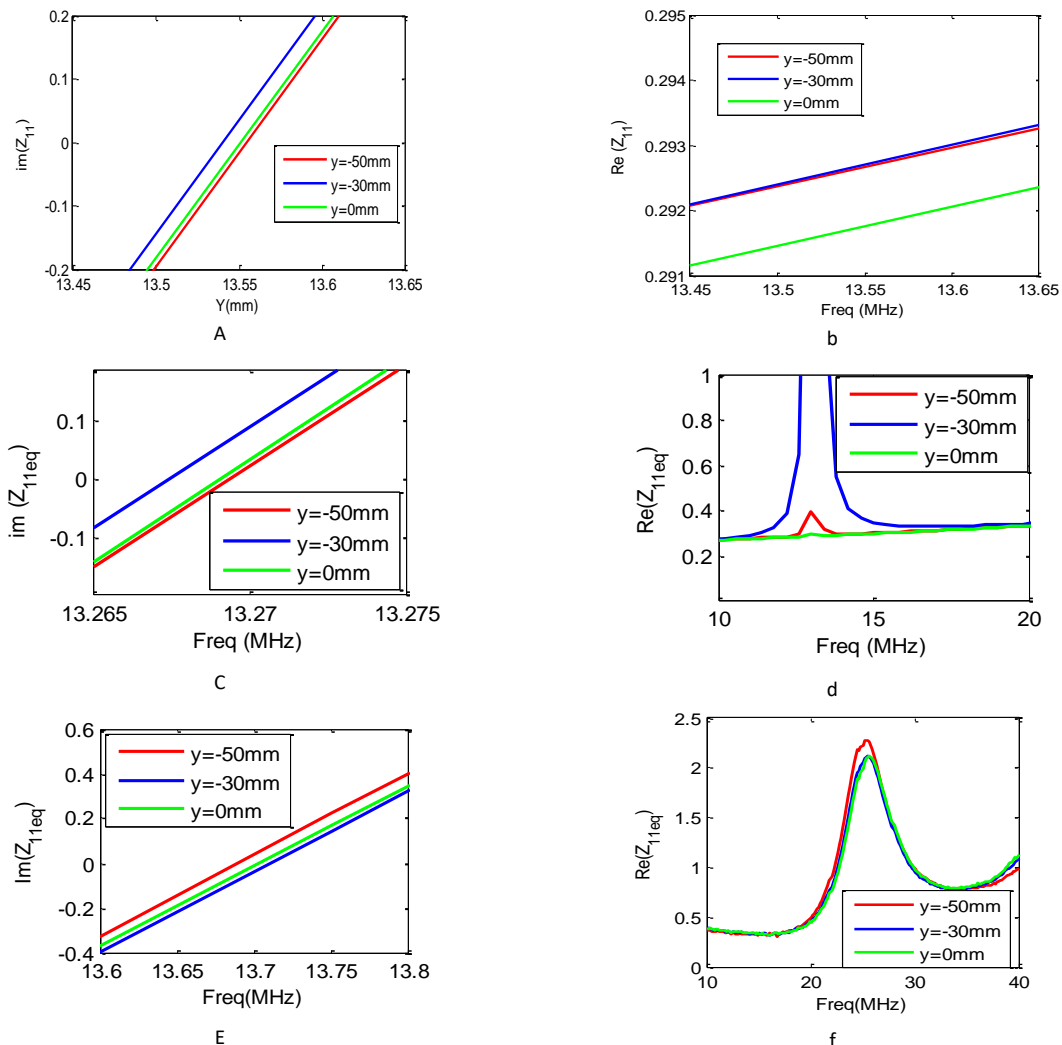 im(Z11)
0.2
0.1
0
-0.1
-0.2
13.45 13.5 13.55 13.6 13.65
Y(mm)
y=-50mm
y=-30mm
y=0mm
A
Re (Z11)
0.295
0.294
0.293
0.292
0.291
13.45 13.5 13.55 13.6 13.65
Freq (MHz)
y=-50mm
y=-30mm
y=0mm
b
im (Z11eq)
0.1
0
-0.1
13.265 13.27 13.275
Freq (MHz)
y=-50mm
y=-30mm
y=0mm
C
Re(Z11eq)
1
0.8
0.6
0.4
0.2
10 15 20
Freq (MHz)
y=-50mm
y=-30mm
y=0mm
d
Im(Z11eq)
0.6
0.4
0.2
0
-0.2
-0.4
13.6 13.65 13.7 13.75 13.8
Freq(MHz)
y=-50mm
y=-30mm
y=0mm
E
Re(Z11eq)
2.5
2
1.5
1
0.5
0
10 20 30 40
Freq(MHz)
y=-50mm
y=-30mm
y=0mm
f